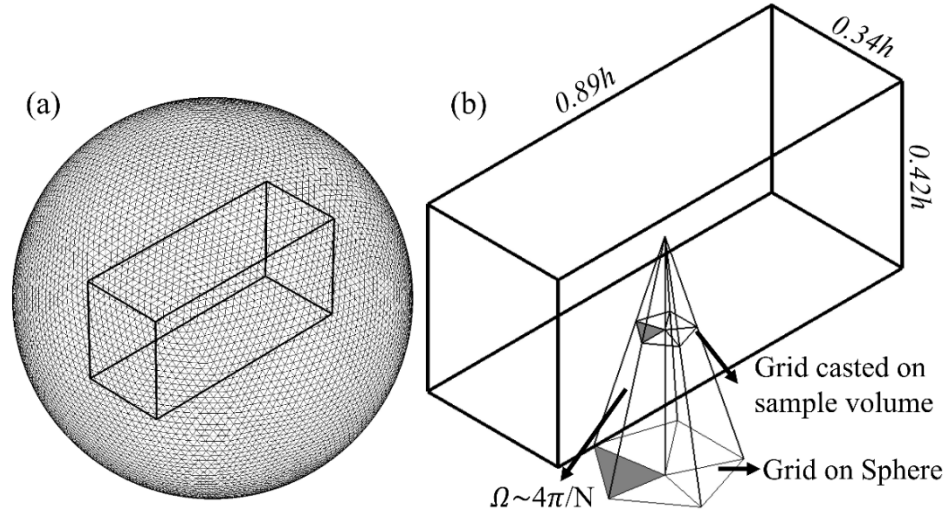 (a)
(b)
0.89h
0.34h
0.42h
Grid casted on
sample volume
Grid on Sphere
Ω~4π/N